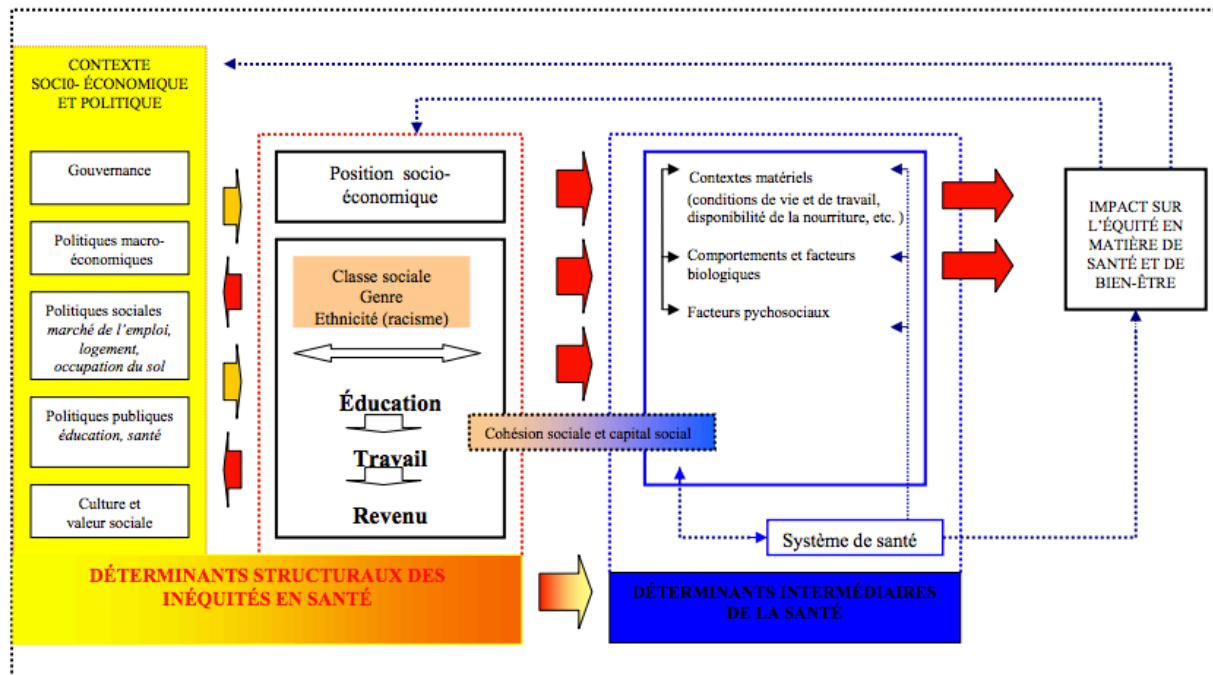 CONTEXTE
SOCI0- ÉCONOMIQUE
ET POLITIQUE
Gouvernance
Politiques macro-
économiques
Politiques sociales
marché de l'emploi,
logement,
occupation du sol
Politiques publiques
éducation, santé
Culture et
valeur sociale
Position socio-
économique
Classe sociale
Genre
Ethnicité (racisme)
Éducation
Travail
Revenu
Cohésion sociale et capital social
Contextes matériels
(conditions de vie et de travail,
disponibilité de la nourriture, etc. )
Comportements et facteurs
biologiques
Facteurs pychosociaux
Système de santé
IMPACT SUR
L'ÉQUITÉ EN
MATIÈRE DE
SANTÉ ET DE
BIEN-ÊTRE
DÉTERMINANTS STRUCTURAUX DES
INÉQUITÉS EN SANTÉ
DÉTERMINANTS INTERMÉDIAIRES
DE LA SANTÉ